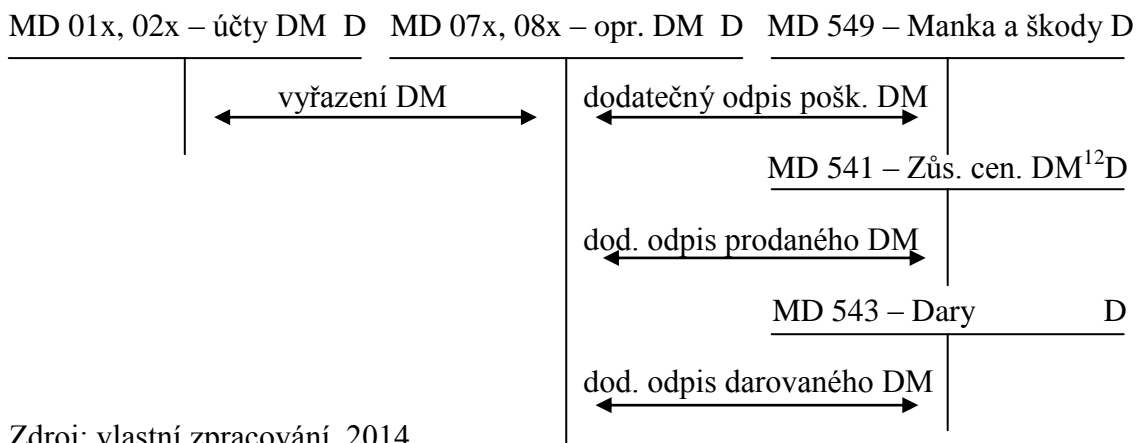 MD 01x, 02x – účty DM D MD 07x, 08x – opr. DM D MD 549 – Manka a škody D
vyřazení DM dodatečný odpis pošk. DM
MD 541 – Zůs. cen. DM12D
dod. odpis prodaného DM
MD 543 – Dary D
dod. odpis darovaného DM
Zdroj: vlastní zpracování, 2014